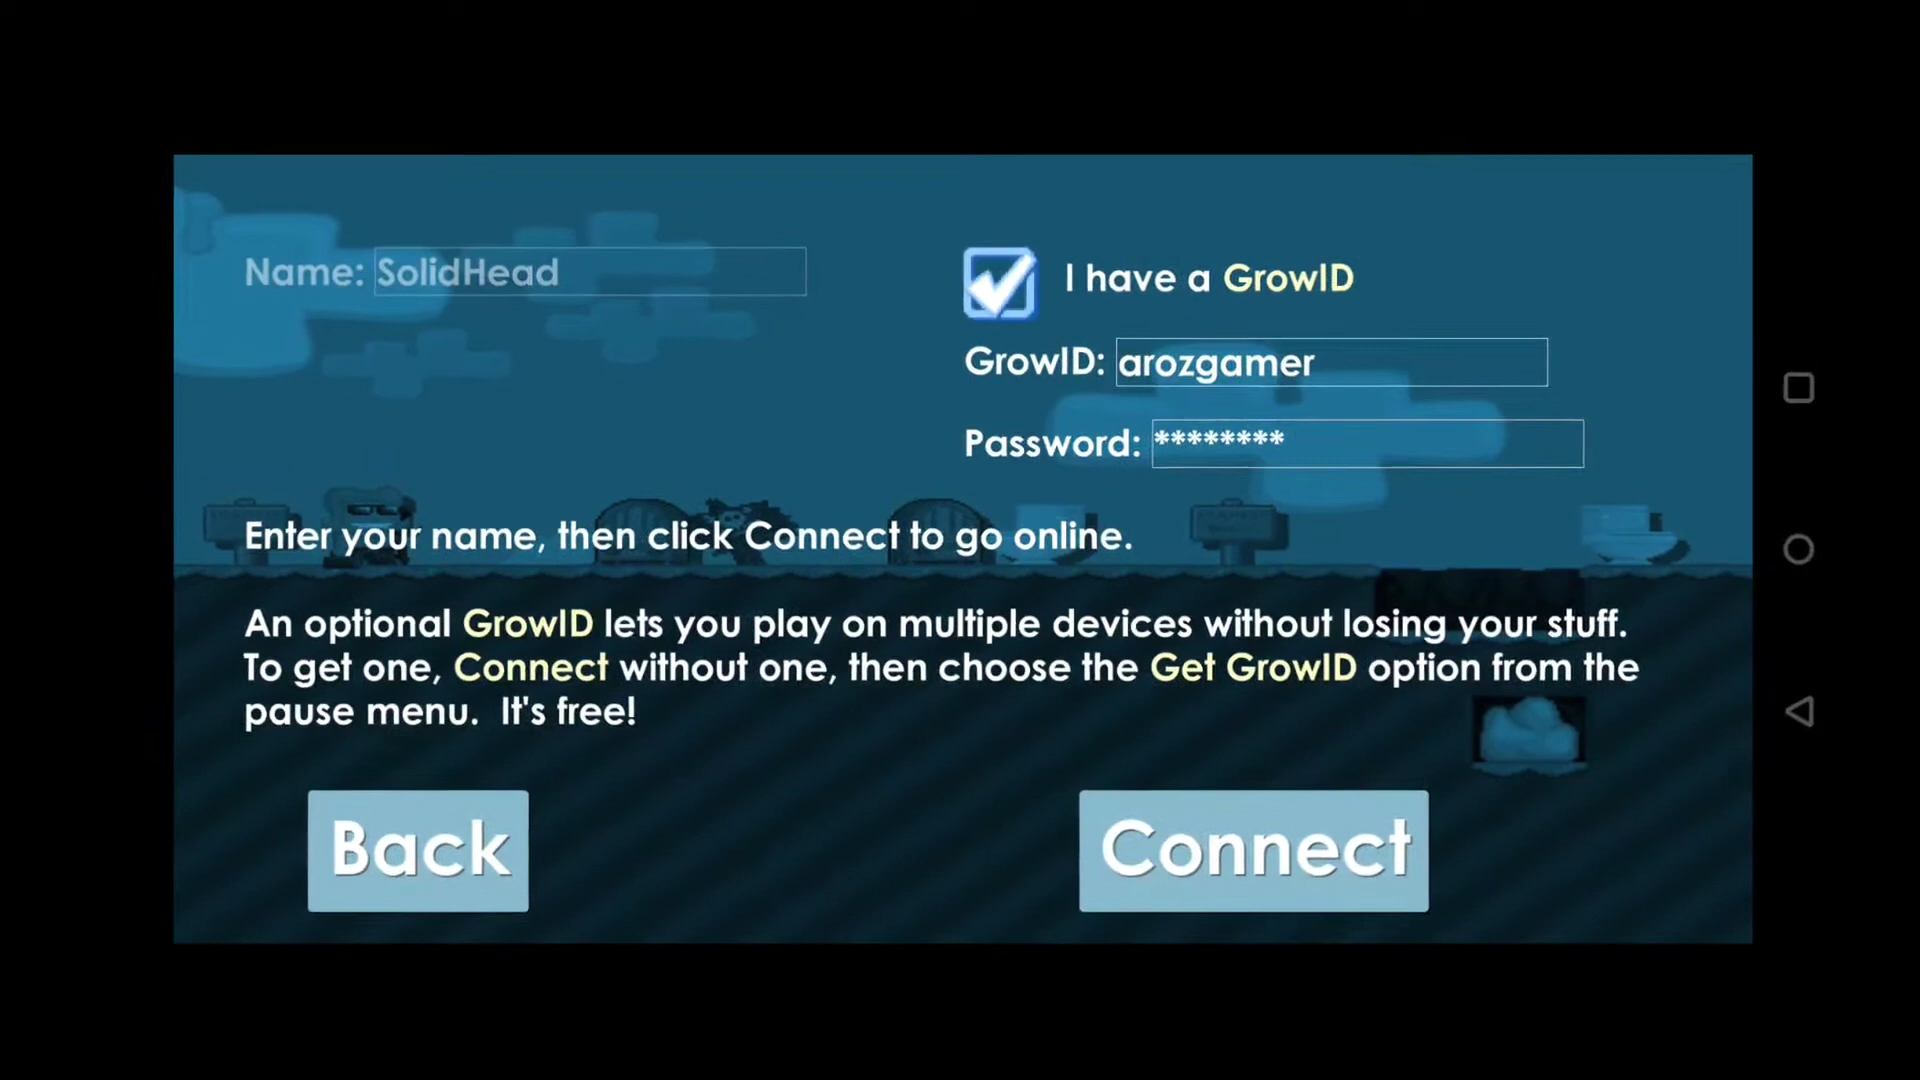 Name: SolidHead
I have a GrowID
GrowID: arozgamer
Password: ********
Enter your name, then click Connect to go online.
An optional GrowID lets you play on multiple devices without losing your stuff.
To get one, Connect without one, then choose the Get GrowID option from the
pause menu.  It's free!
Back
Connect